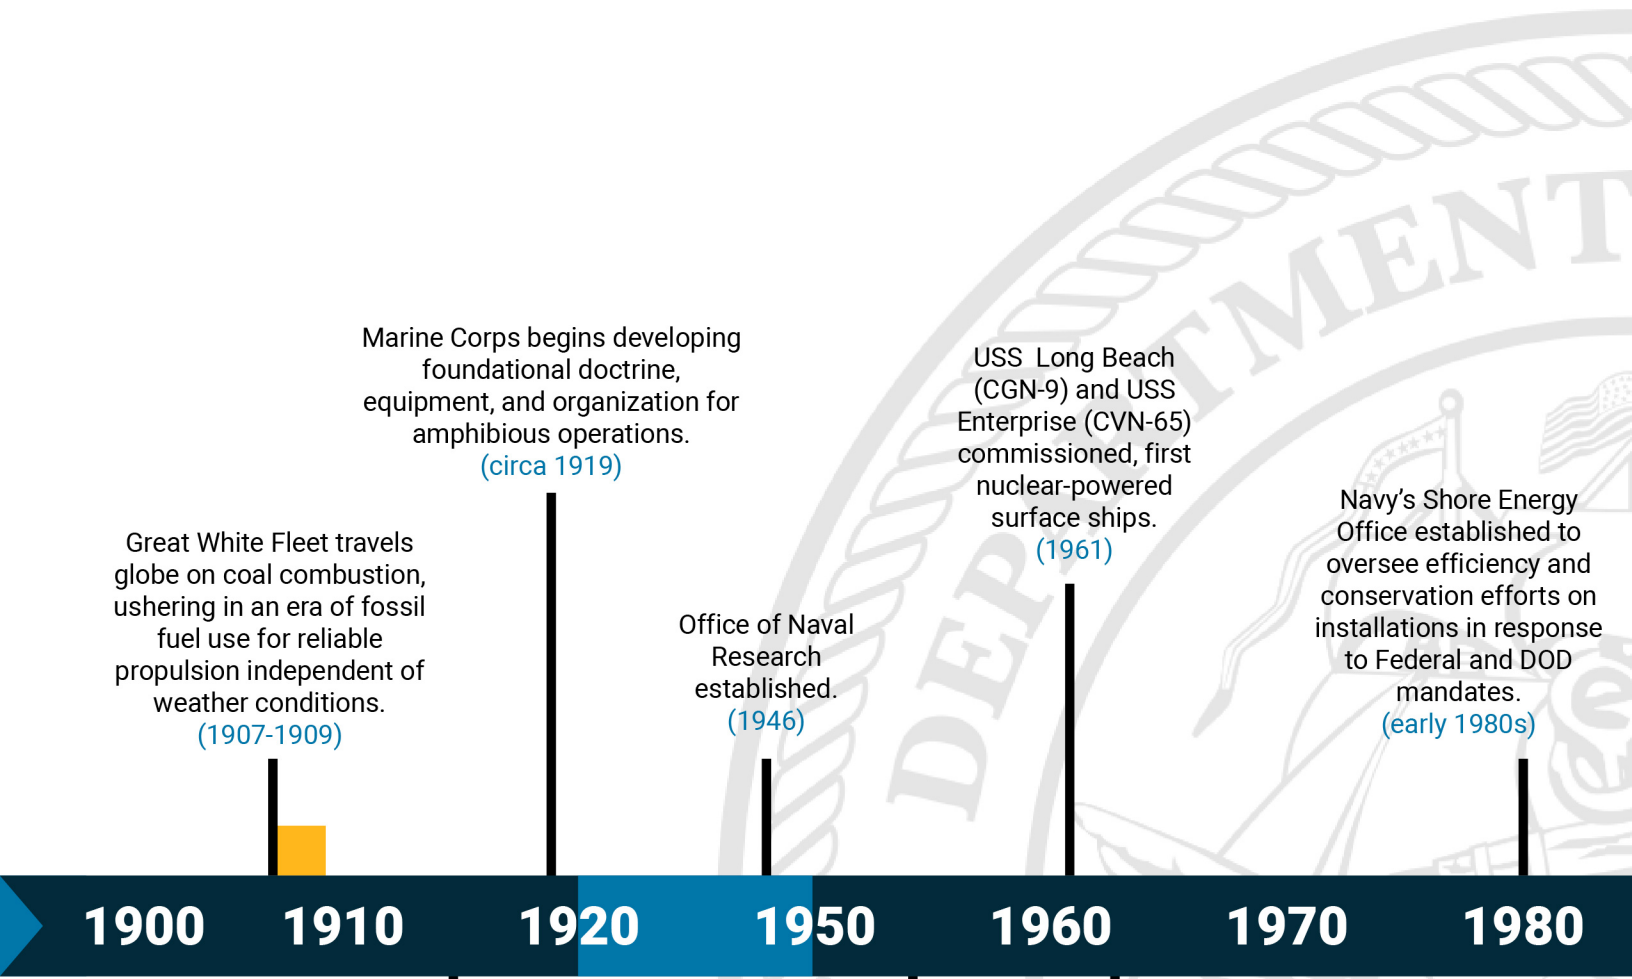 DEPARTMENT
Marine Corps begins developing
foundational doctrine,
equipment, and organization for
amphibious operations.
(circa 1919)
USS Long Beach
(CGN-9) and USS
Enterprise (CVN-65)
commissioned, first
nuclear-powered
surface ships.
(1961)
Navy’s Shore Energy
Office established to
oversee efficiency and
conservation efforts on
installations in response
to Federal and DOD
mandates.
(early 1980s)
Great White Fleet travels
globe on coal combustion,
ushering in an era of fossil
fuel use for reliable
propulsion independent of
weather conditions.
(1907-1909)
Office of Naval
Research
established.
(1946)
1900 1910 1920 1950 1960 1970 1980